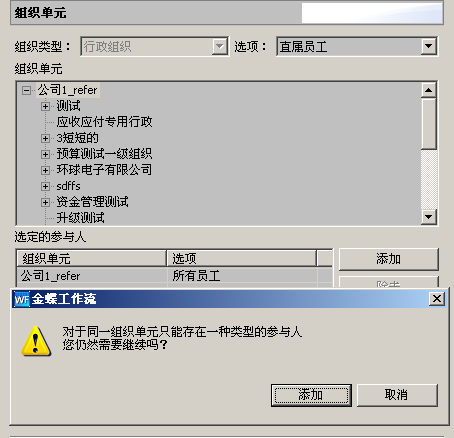 组织单元
组织类型： 行政组织 选项： 直属员工
组织单元
公司1_refer
测试
应收应付专用行政
3短短的
预算测试一级组织
环球电子有限公司
sdffs
资金管理测试
升级测试
选定的参与人
组织单元 选项 添加
公司1_refer 所有员工
除去
WF 金蝶工作流
对于同一组织单元只能存在一种类型的参与人
您仍然需要继续吗？
添加 取消